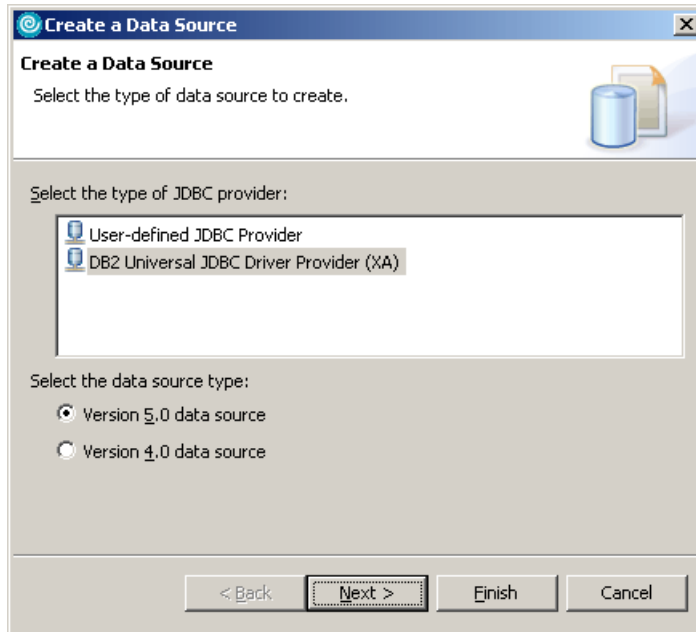 Create a Data Source
Create a Data Source
Select the type of data source to create.
Select the type of JDBC provider:
User-defined JDBC Provider
DB2 Universal JDBC Driver Provider (XA)
Select the data source type:
Version 5.0 data source
Version 4.0 data source
< Back Next > Finish Cancel